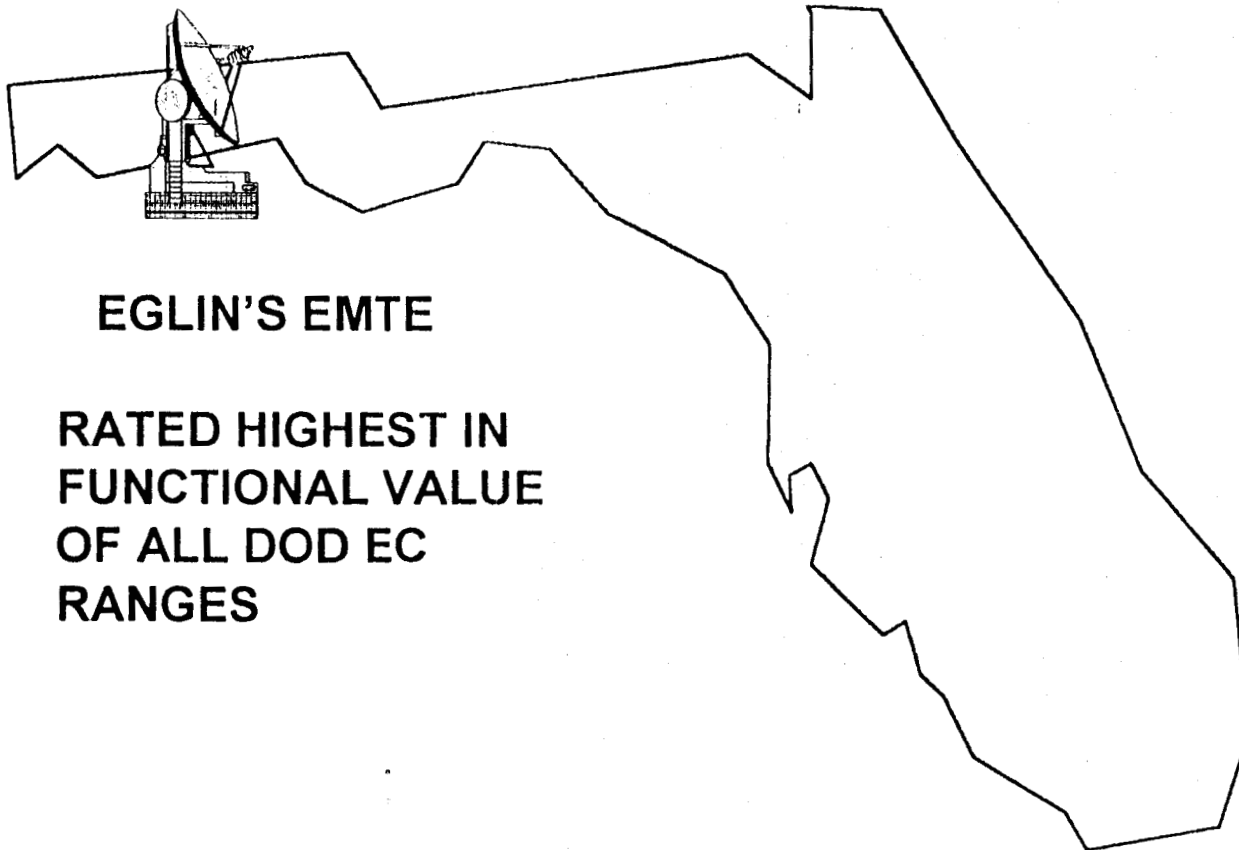 EGLIN'S EMTE
RATED HIGHEST IN
FUNCTIONAL VALUE
OF ALL DOD EC
RANGES